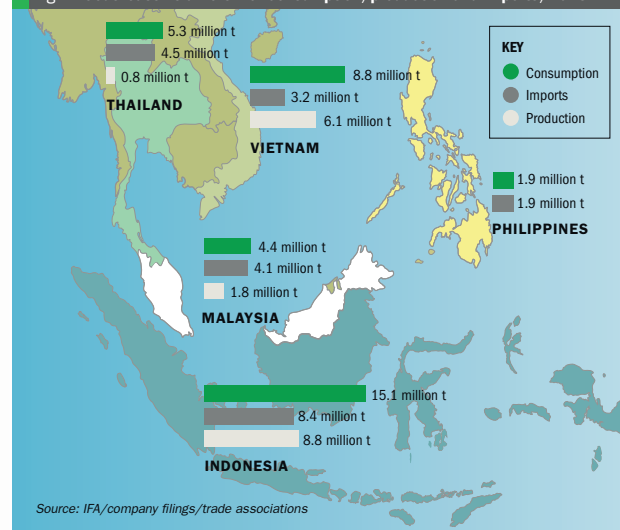 5.3 million t
4.5 million t
0.8 million t
THAILAND
8.8 million t
3.2 million t
6.1 million t
VIETNAM
KEY
Consumption
Imports
Production
1.9 million t
1.9 million t
PHILIPPINES
4.4 million t
4.1 million t
1.8 million t
MALAYSIA
15.1 million t
8.4 million t
8.8 million t
INDONESIA
Source: IFA/company filings/trade associations